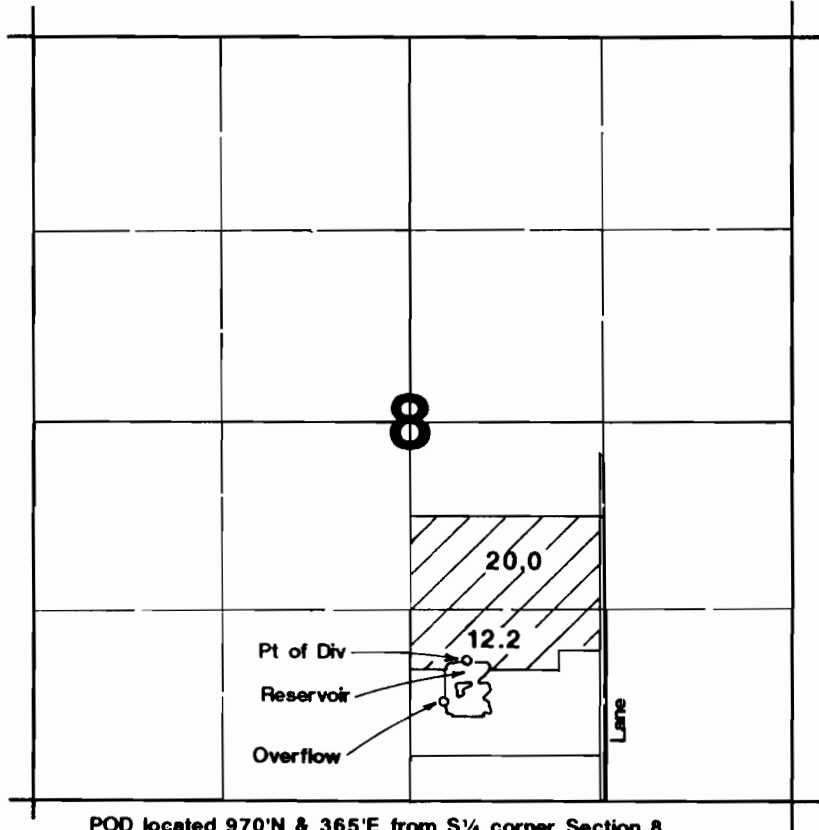 8
20.0
12.2
Pt of Div
Reservoir
Overflow
Lane
POD located 970'N & 365'E from S¼ corner Section 8